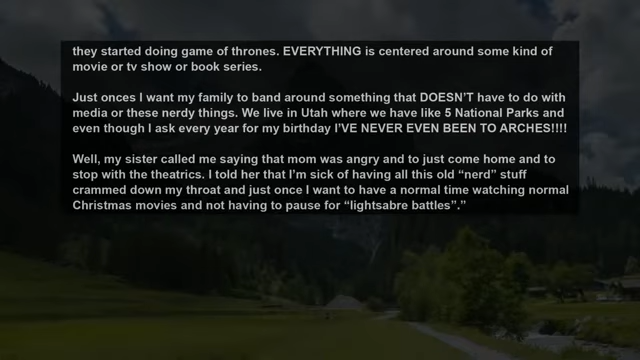 they started doing game of thrones. EVERYTHING is centered around some kind of
movie or tv show or book series.
Just onces I want my family to band around something that DOESN'T have to do with
media or these nerdy things. We live in Utah where we have like 5 National Parks and
even though I ask every year for my birthday I'VE NEVER EVEN BEEN TO ARCHES!!!!
Well, my sister called me saying that mom was angry and to just come home and to
stop with the theatrics. I told her that I'm sick of having all this old “nerd” stuff
crammed down my throat and just once I want to have a normal time watching normal
Christmas movies and not having to pause for “lightsabre battles”.”